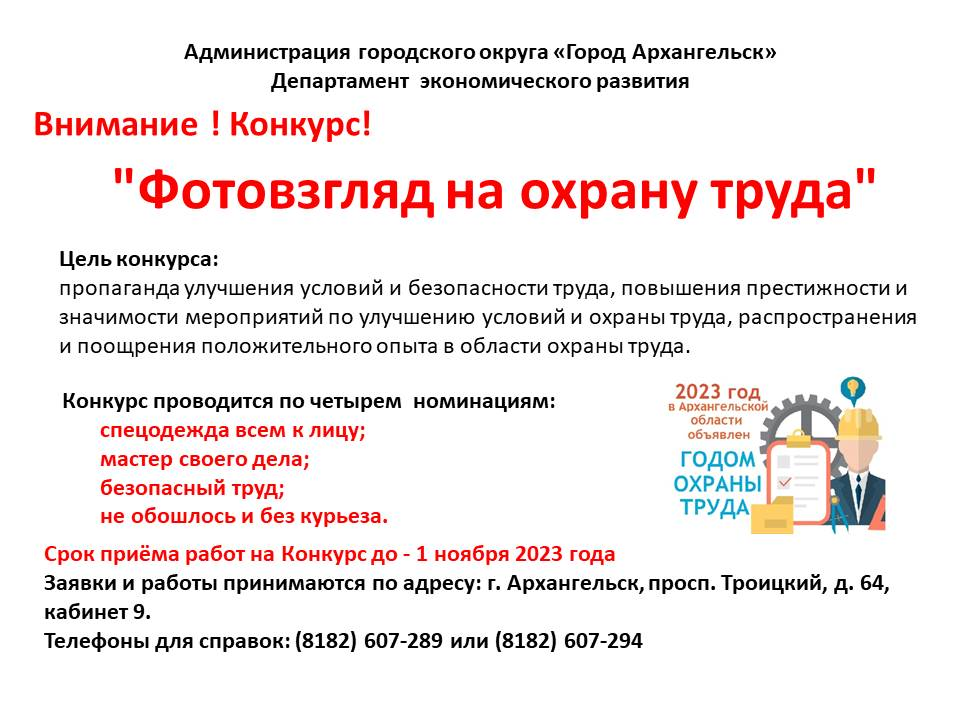 Администрация городского округа «Город Архангельск»
Департамент экономического развития
Внимание ! Конкурс!
"Фотовзгляд на охрану труда"
Цель конкурса:
пропаганда улучшения условий и безопасности труда, повышения престижности и
значимости мероприятий по улучшению условий и охраны труда, распространения
и поощрения положительного опыта в области охраны труда.
Конкурс проводится по четырем номинациям:
спецодежда всем к лицу;
мастер своего дела;
безопасный труд;
не обошлось и без курьеза.
2023 год
в Архангельской
области
объявлен
ГОДОМ
ОХРАНЫ
ТРУДА
Срок приёма работ на Конкурс до - 1 ноября 2023 года
Заявки и работы принимаются по адресу: г. Архангельск, просп. Троицкий, д. 64,
кабинет 9.
Телефоны для справок: (8182) 607-289 или (8182) 607-294